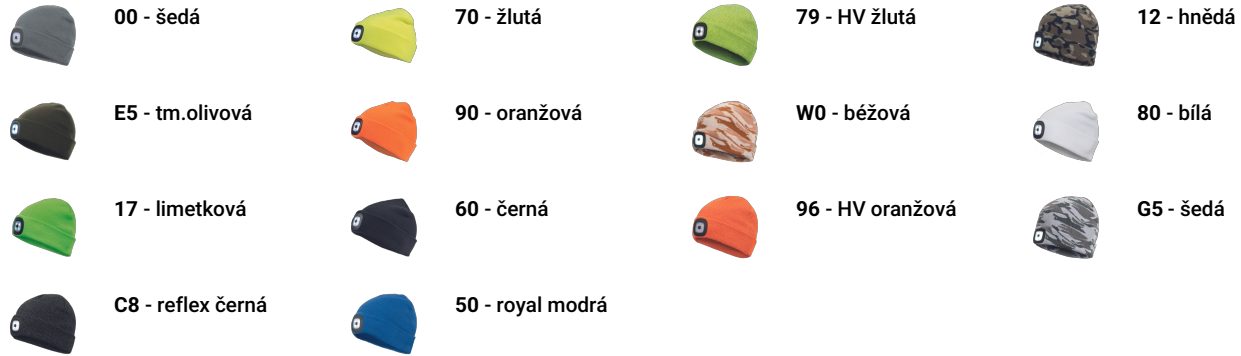 00 - šedá
70 - žlutá
79 - HV žlutá
12 - hnědá
E5 - tm.olivová
90 - oranžová
W0 - béžová
80 - bílá
17 - limetková
60 - černá
96 - HV oranžová
G5 - šedá
C8 - reflex černá
50 - royal modrá